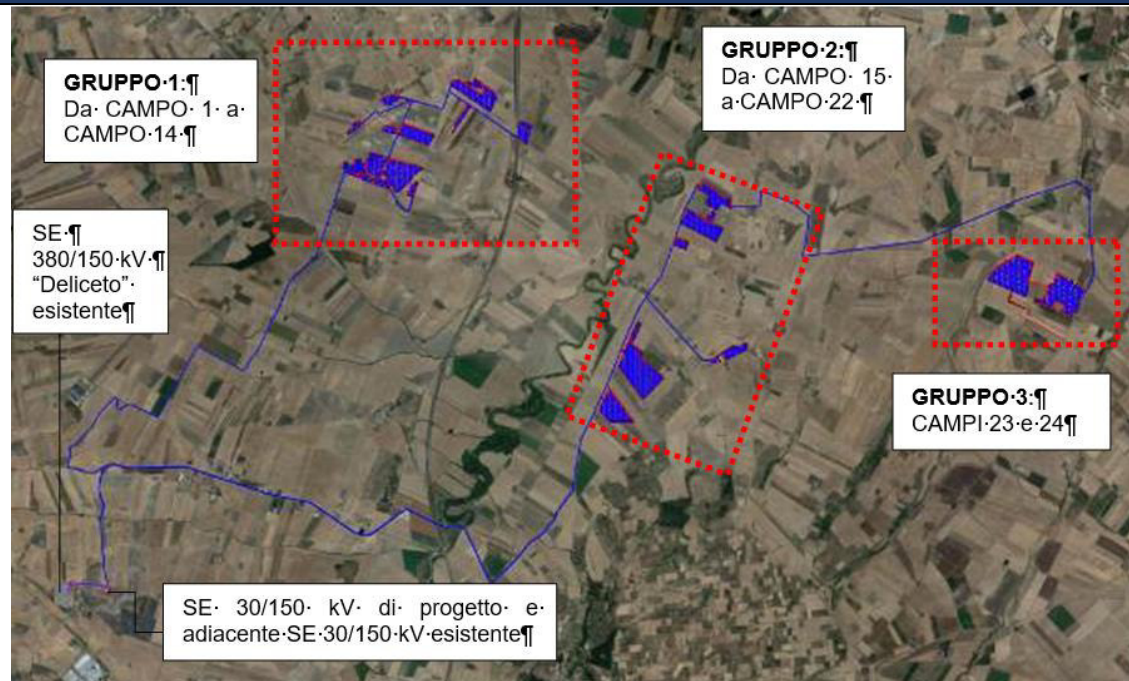 GRUPPO·1:¶
Da· CAMPO· 1· a·
CAMPO·14·¶
GRUPPO·2:¶
Da· CAMPO· 15·
a·CAMPO·22·¶
SE·¶
380/150·kV·¶
“Deliceto”·
esistente¶
GRUPPO·3:¶
CAMPI·23·e·24¶
SE· 30/150· kV· di· progetto· e·
adiacente·SE·30/150·kV·esistente¶